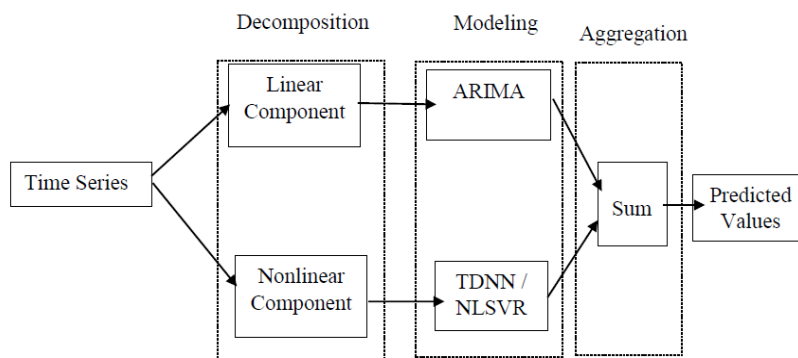 Decomposition
Modeling
Aggregation
Linear
Component
ARIMA
Time Series
Sum
Predicted
Values
Nonlinear
Component
TDNN /
NLSVR